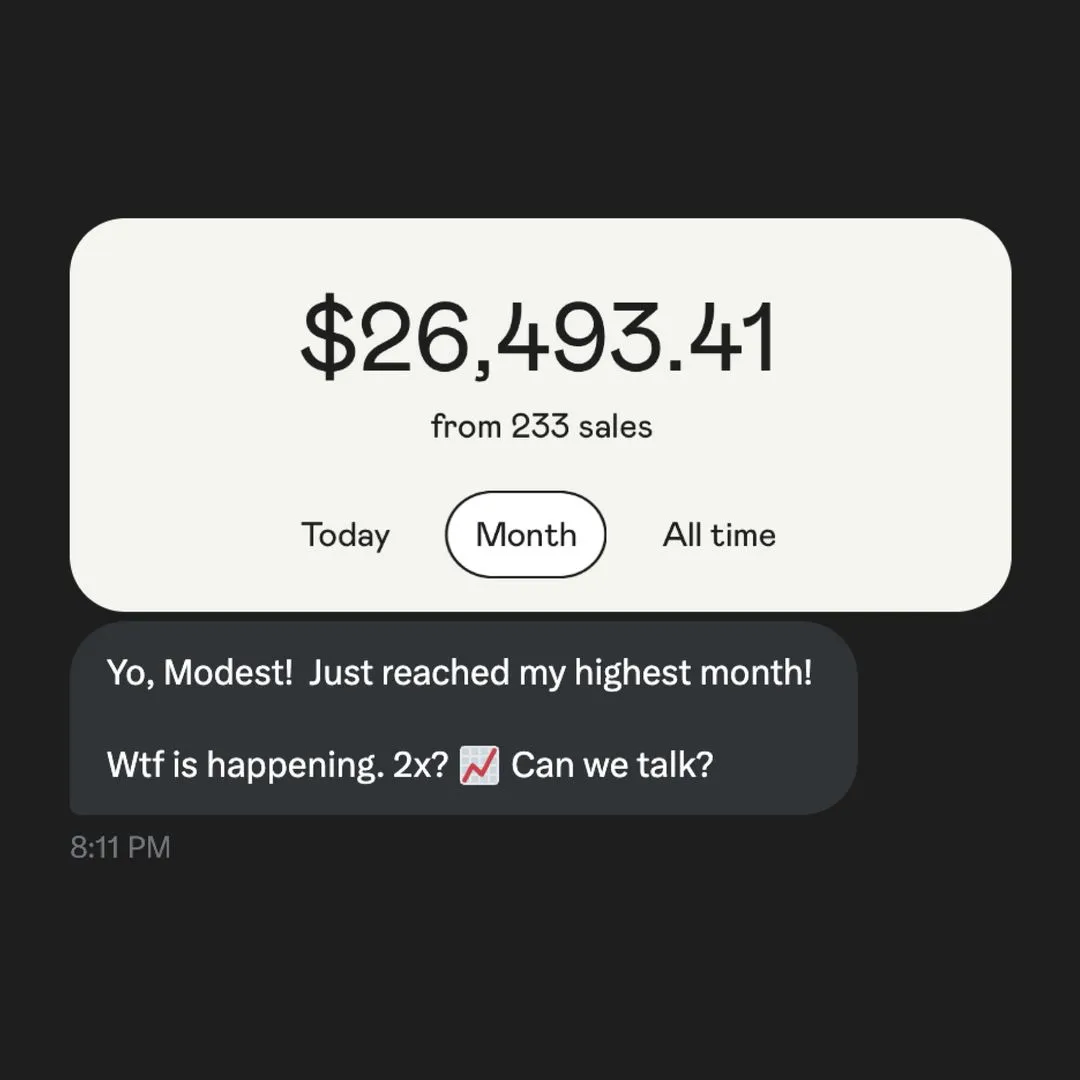 $26,493.41
from 233 sales
Today Month All time
Yo, Modest!  Just reached my highest month!
Wtf is happening. 2x? 📈 Can we talk?
8:11 PM